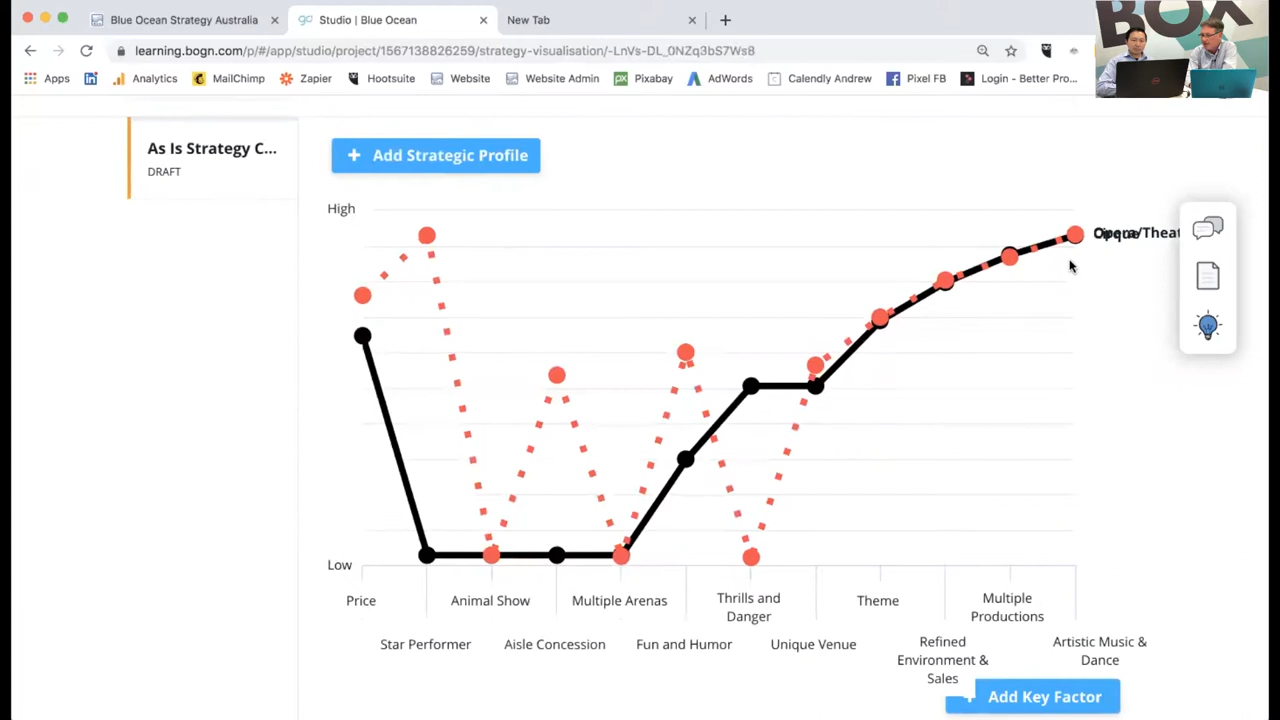 Blue Ocean Strategy Australia
Studio | Blue Ocean
New Tab
learning.bogn.com/p/#/app/studio/project/1567138826259/strategy-visualisation/-LnVs-DL_0NZq3bS7Ws8
Apps
Analytics
MailChimp
Zapier
Hootsuite
Website
Website Admin
Pixabay
AdWords
Calendly Andrew
Pixel FB
Login - Better Pro...
BOX
As Is Strategy C...
DRAFT
+ Add Strategic Profile
High
Low
Price
Star Performer
Animal Show
Aisle Concession
Multiple Arenas
Fun and Humor
Thrills and
Danger
Unique Venue
Theme
Refined
Environment &
Sales
Multiple
Productions
Artistic Music &
Dance
+ Add Key Factor